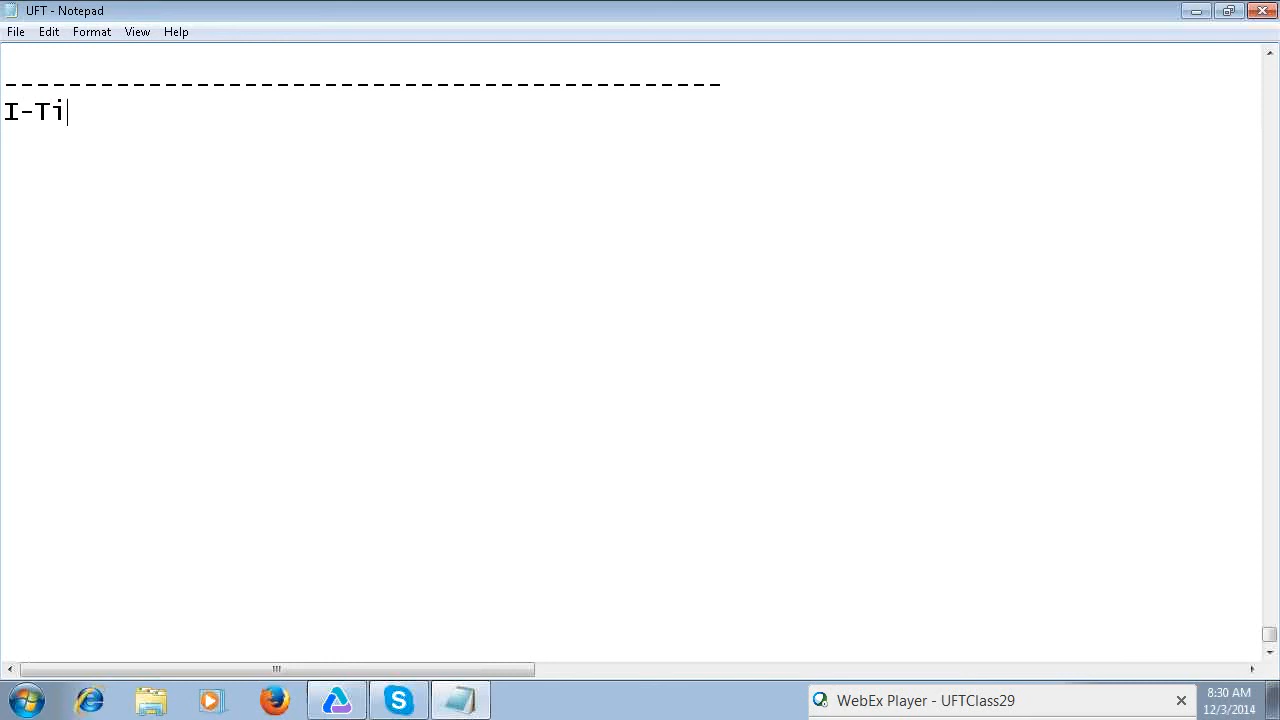 UFT - Notepad
File Edit Format View Help
---------------------------------------------
I-Ti
WebEx Player - UFTClass29
8:30 AM
12/3/2014